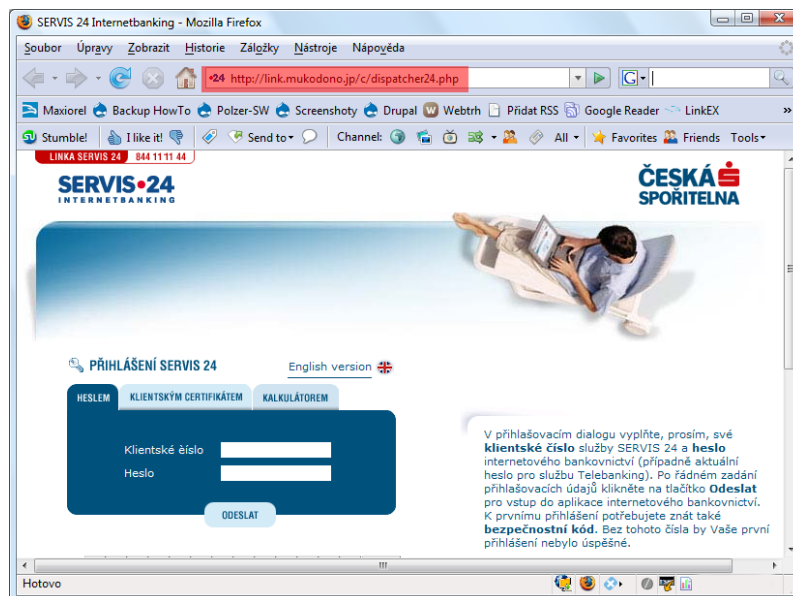 SERVIS 24 Internetbanking - Mozilla Firefox
Soubor Úpravy Zobrazit Historie Záložky Nástroje Nápověda
•24 http://link.mukodono.jp/c/dispatcher24.php
G
Maxiorel Backup HowTo Polzer-SW Screenshoty Drupal Webtrh Přidat RSS Google Reader LinkEX »
Stumble! I like it! Send to Channel: All Favorites Friends Tools
LINKA SERVIS 24 844 11 11 44
SERVIS•24
INTERNETBANKING
ČESKÁ
SPOŘITELNA
PŘIHLÁŠENÍ SERVIS 24 English version
HESLEM KLIENTSKÝM CERTIFIKÁTEM KALKULÁTOREM
Klientské èíslo
Heslo
ODESLAT
V přihlašovacím dialogu vyplňte, prosím, své
klientské číslo služby SERVIS 24 a heslo
internetového bankovnictví (případně aktuální
heslo pro službu Telebanking). Po řádném zadání
přihlašovacích údajů klikněte na tlačítko Odeslat
pro vstup do aplikace internetového bankovnictví.
K prvnímu přihlášení potřebujete znát také
bezpečnostní kód. Bez tohoto čísla by Vaše první
přihlášení nebylo úspěšné.
Hotovo